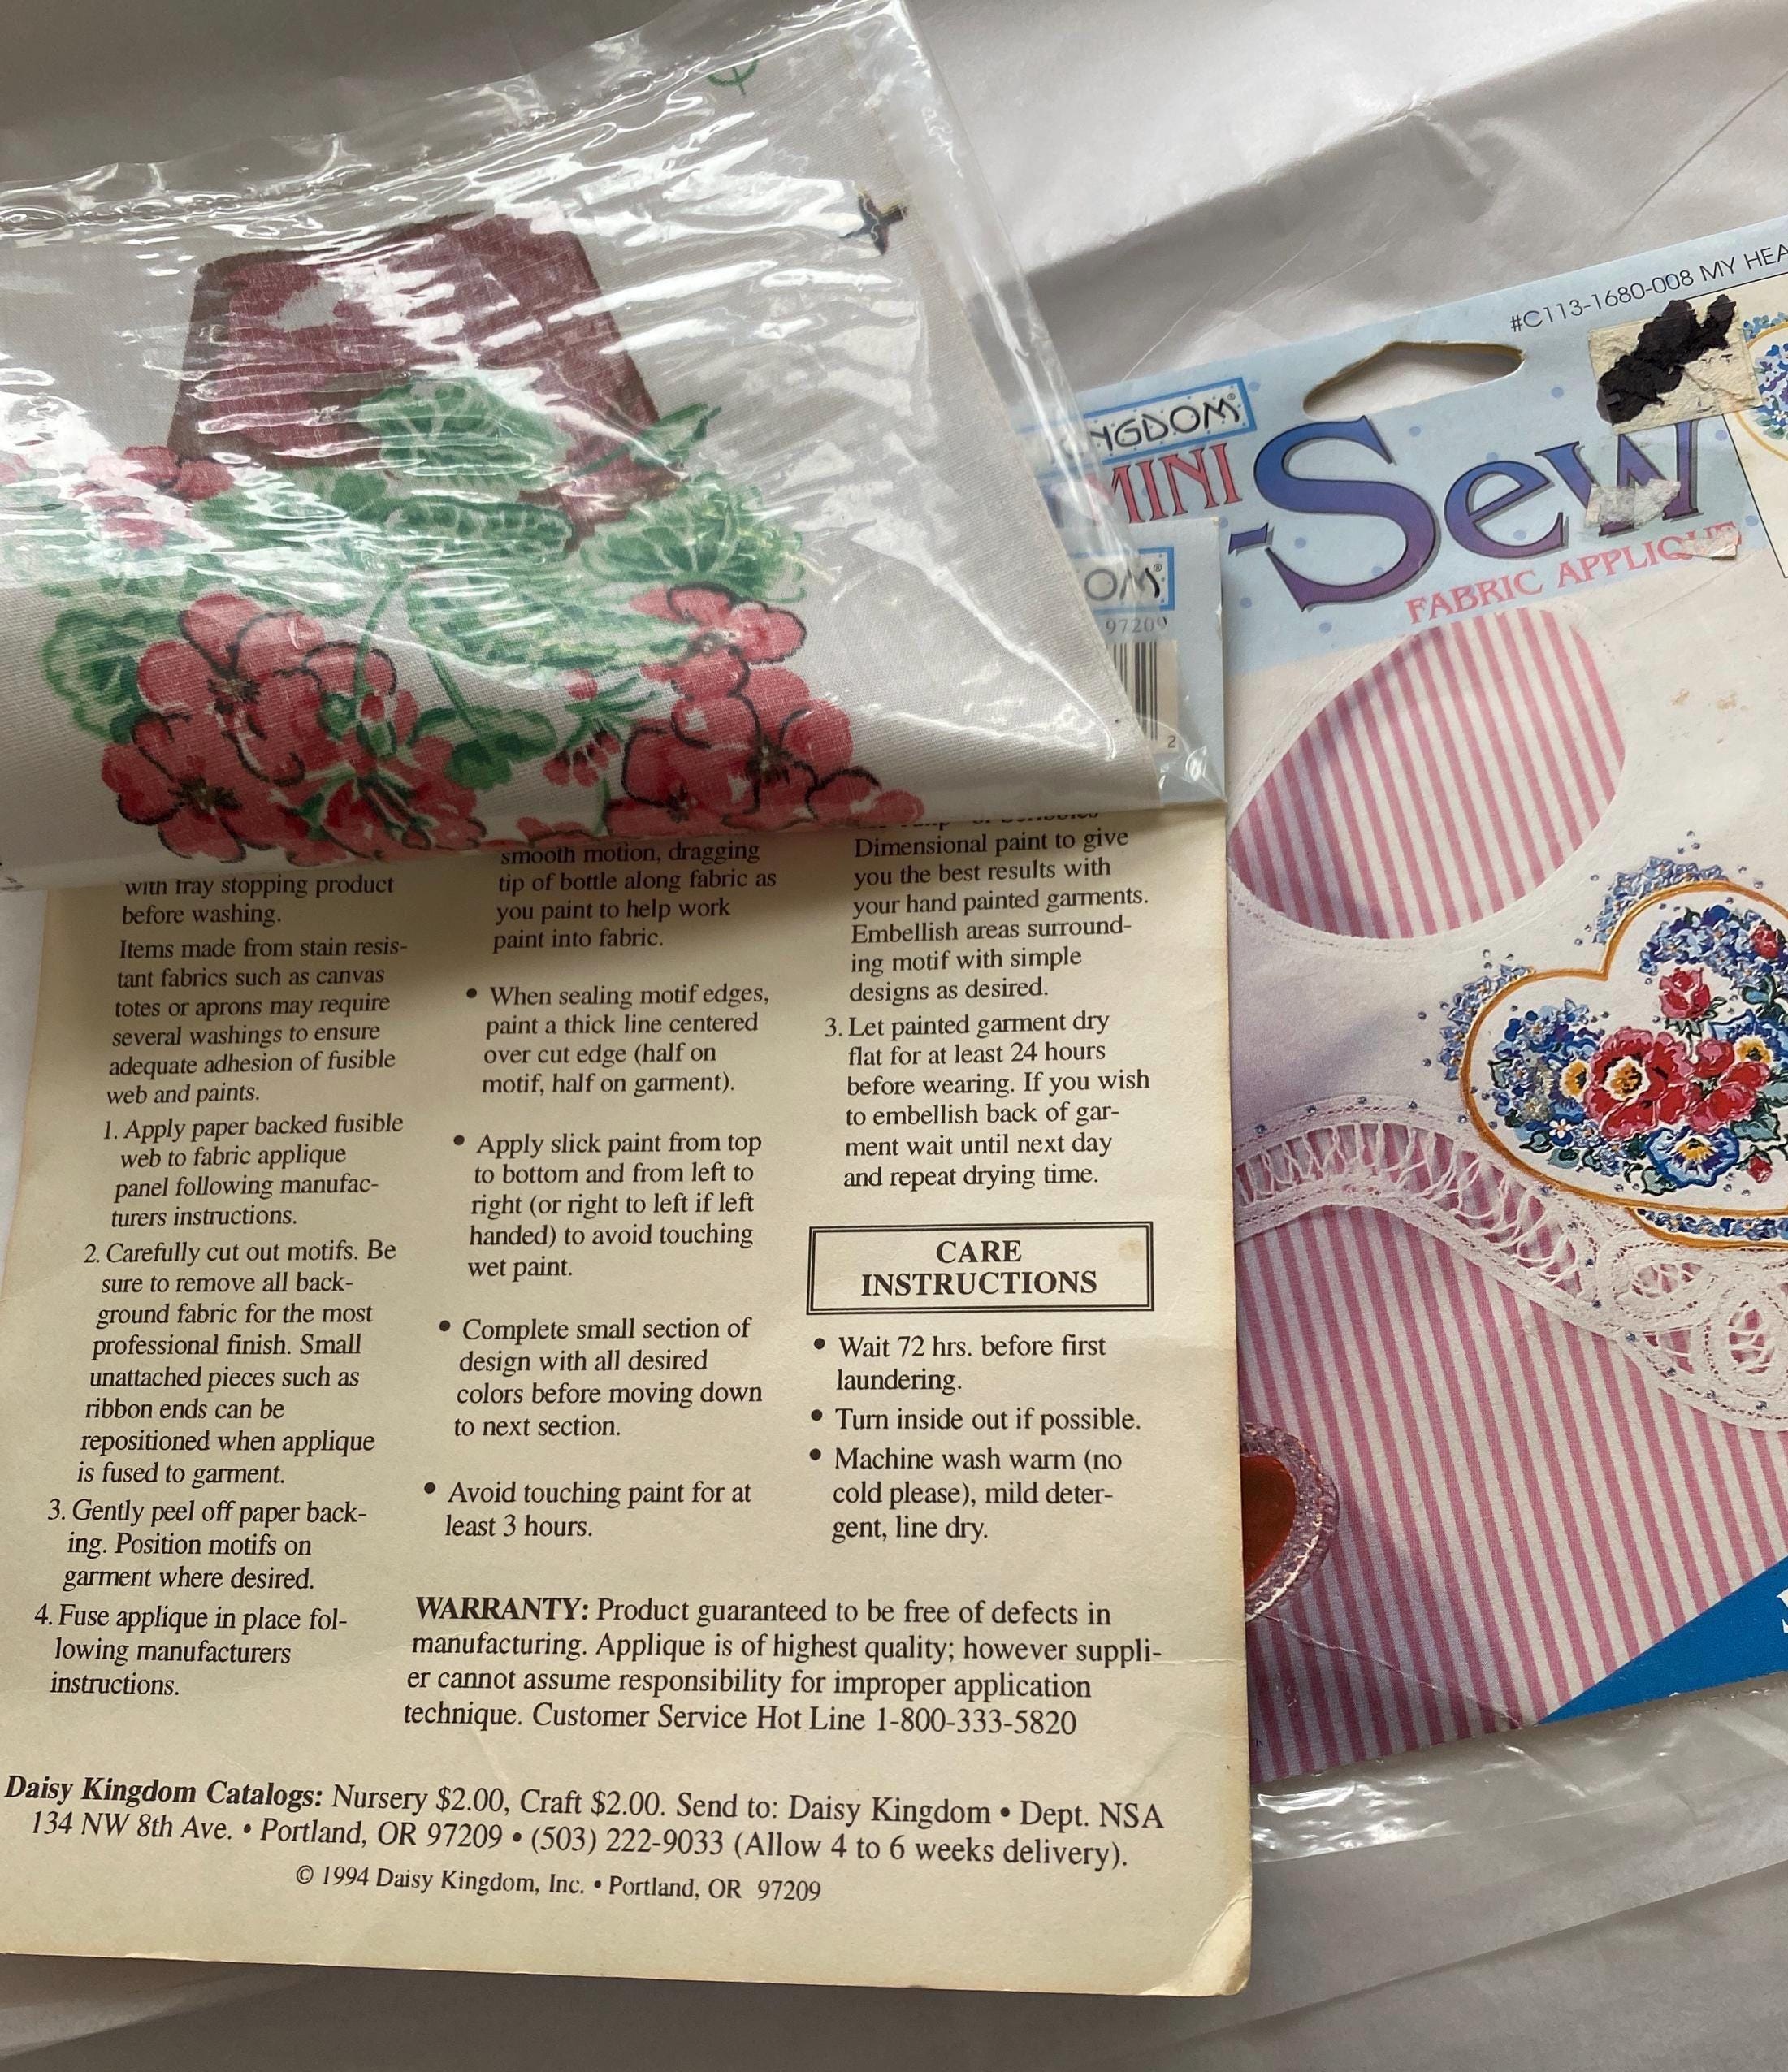 with tray stopping product
before washing.
Items made from stain resis-
tant fabrics such as canvas
totes or aprons may require
several washings to ensure
adequate adhesion of fusible
web and paints.
1. Apply paper backed fusible
web to fabric applique
panel following manufac-
turers instructions.
2. Carefully cut out motifs. Be
sure to remove all back-
ground fabric for the most
professional finish. Small
unattached pieces such as
ribbon ends can be
repositioned when applique
is fused to garment.
3. Gently peel off paper back-
ing. Position motifs on
garment where desired.
4. Fuse applique in place fol-
lowing manufacturers
instructions.
smooth motion, dragging
tip of bottle along fabric as
you paint to help work
paint into fabric.
• When sealing motif edges,
paint a thick line centered
over cut edge (half on
motif, half on garment).
• Apply slick paint from top
to bottom and from left to
right (or right to left if left
handed) to avoid touching
wet paint.
• Complete small section of
design with all desired
colors before moving down
to next section.
• Avoid touching paint for at
least 3 hours.
Dimensional paint to give
you the best results with
your hand painted garments.
Embellish areas surround-
ing motif with simple
designs as desired.
3. Let painted garment dry
flat for at least 24 hours
before wearing. If you wish
to embellish back of gar-
ment wait until next day
and repeat drying time.
CARE
INSTRUCTIONS
• Wait 72 hrs. before first
laundering.
• Turn inside out if possible.
• Machine wash warm (no
cold please), mild deter-
gent, line dry.
WARRANTY: Product guaranteed to be free of defects in
manufacturing. Applique is of highest quality; however suppli-
er cannot assume responsibility for improper application
technique. Customer Service Hot Line 1-800-333-5820
Daisy Kingdom Catalogs: Nursery $2.00, Craft $2.00. Send to: Daisy Kingdom • Dept. NSA
134 NW 8th Ave. • Portland, OR 97209 • (503) 222-9033 (Allow 4 to 6 weeks delivery).
© 1994 Daisy Kingdom, Inc. • Portland, OR 97209
OM®
97209
2
#C113-1680-008 MY HEA
NGDOM®
MINI
-Sew
FABRIC APPLIQUE